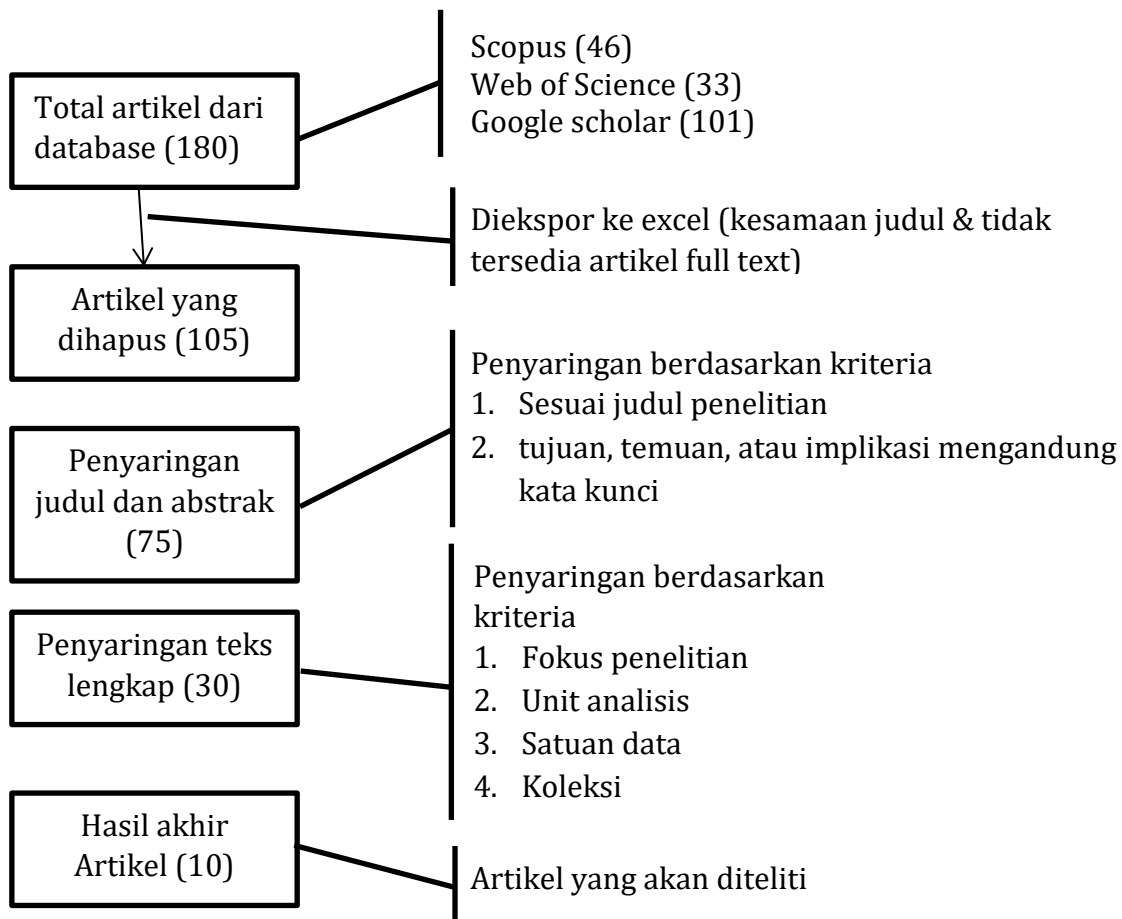 Total artikel dari
database (180)
Scopus (46)
Web of Science (33)
Google scholar (101)
Diekspor ke excel (kesamaan judul & tidak
tersedia artikel full text)
Artikel yang
dihapus (105)
Penyaringan
judul dan abstrak
(75)
Penyaringan berdasarkan kriteria
1. Sesuai judul penelitian
2. tujuan, temuan, atau implikasi mengandung
kata kunci
Penyaringan teks
lengkap (30)
Penyaringan berdasarkan
kriteria
1. Fokus penelitian
2. Unit analisis
3. Satuan data
4. Koleksi
Hasil akhir
Artikel (10)
Artikel yang akan diteliti